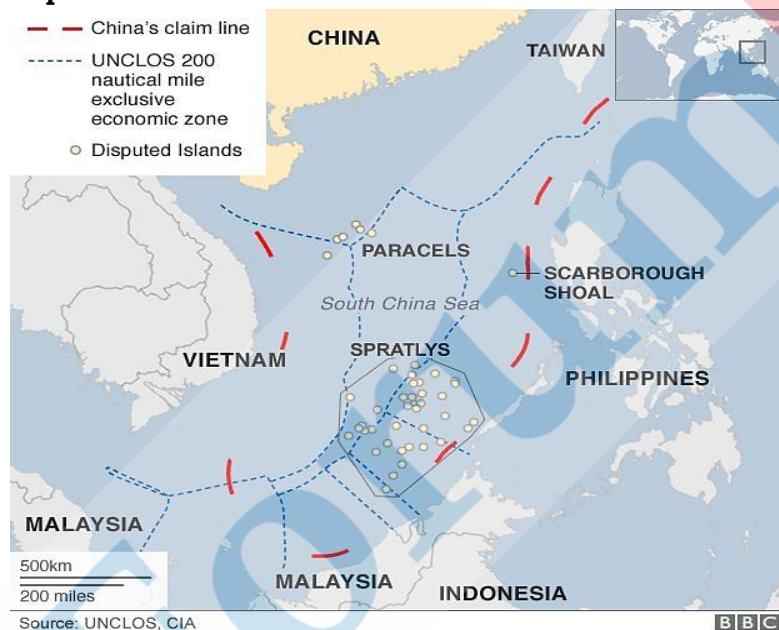 China's claim line
UNCLOS 200
nautical mile
exclusive
economic zone
Disputed Islands
CHINA
TAIWAN
PARACELS
South China Sea
SCARBOROUGH
SHOAL
SPRATLYS
VIETNAM
PHILIPPINES
MALAYSIA
MALAYSIA
INDONESIA
500km
200 miles
Source: UNCLOS, CIA
BBC